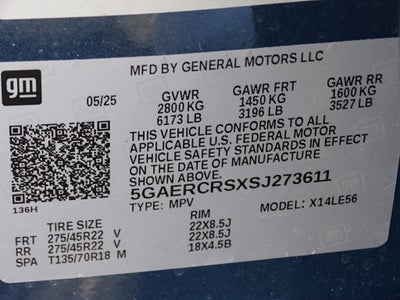 MFD BY GENERAL MOTORS LLC
gm
05/25
GVWR GAWR FRT GAWR RR
2800 KG 1450 KG 1600 KG
6173 LB 3196 LB 3527 LB
THIS VEHICLE CONFORMS TO ALL
APPLICABLE U.S. FEDERAL MOTOR
VEHICLE SAFETY STANDARDS IN EFFECT
ON THE DATE OF MANUFACTURE
SHOWN ABOVE.
5GAERCRSXSJ273611
136H
TYPE: MPV MODEL: X14LE56
TIRE SIZE RIM
FRT 275/45R22 V 22X8.5J
RR 275/45R22 V 22X8.5J
SPA T135/70R18 M 18X4.5B